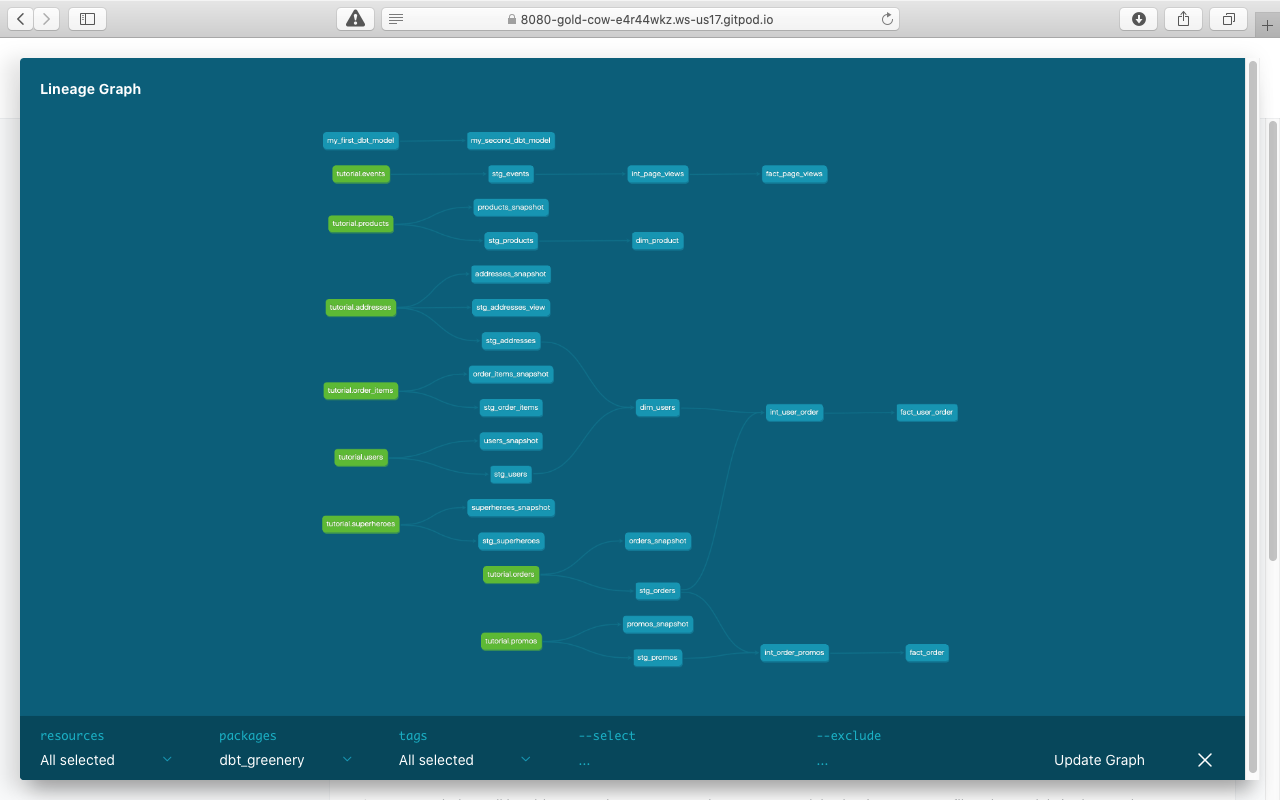 8080-gold-cow-e4r44wkz.ws-us17.gitpod.io
Lineage Graph
my_first_dbt_model
my_second_dbt_model
tutorial.events
stg_events
int_page_views
fact_page_views
products_snapshot
tutorial.products
stg_products
dim_product
addresses_snapshot
tutorial.addresses
stg_addresses_view
stg_addresses
order_items_snapshot
tutorial.order_items
stg_order_items
dim_users
int_user_order
fact_user_order
users_snapshot
tutorial.users
stg_users
superheroes_snapshot
tutorial.superheroes
stg_superheroes
orders_snapshot
tutorial.orders
stg_orders
promos_snapshot
tutorial.promos
stg_promos
int_order_promos
fact_order
resources packages tags --select --exclude
All selected dbt_greenery All selected ... ... Update Graph